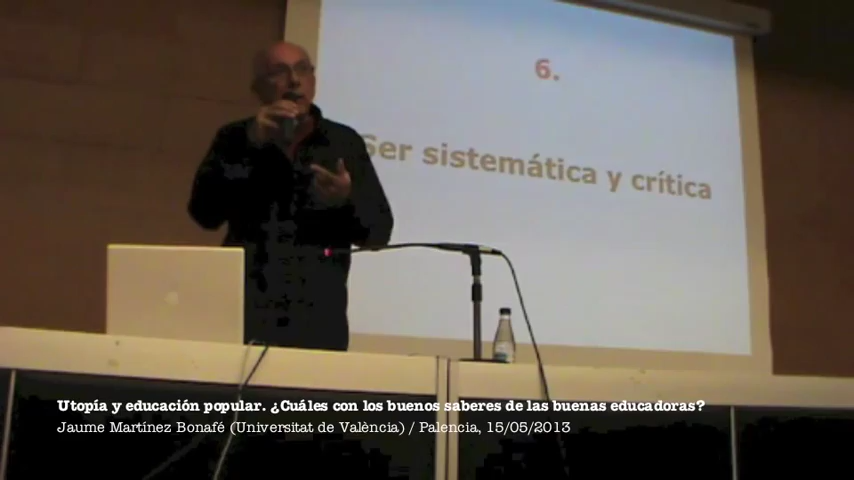 6.
Ser sistemática y crítica
Utopía y educación popular. ¿Cuáles con los buenos saberes de las buenas educadoras?
Jaume Martínez Bonafé (Universitat de València) / Palencia, 15/05/2013